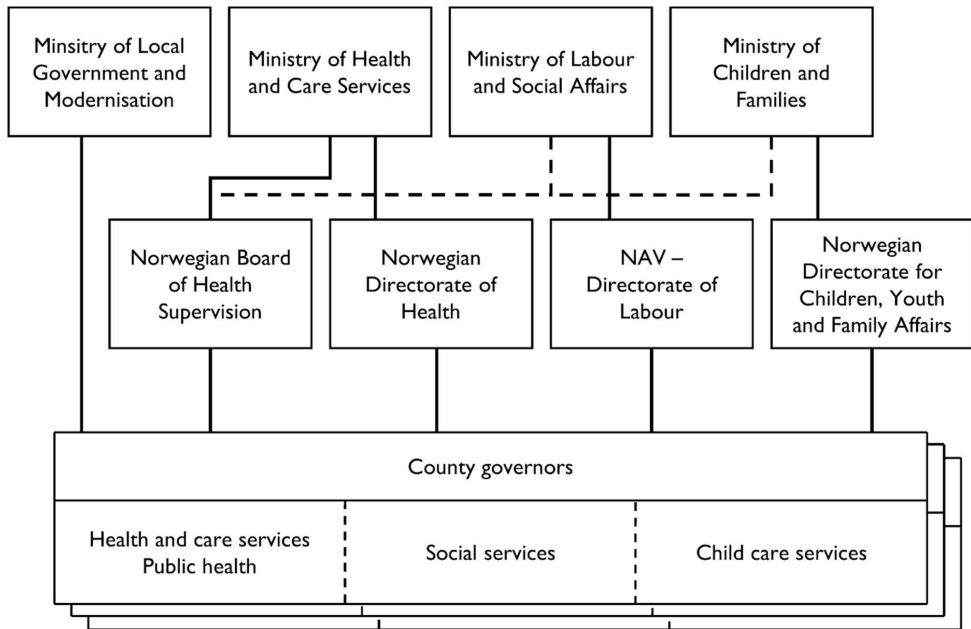 Minsitry of Local
Government and
Modernisation
Ministry of Health
and Care Services
Ministry of Labour
and Social Affairs
Ministry of
Children and
Families
Norwegian Board
of Health
Supervision
Norwegian
Directorate of
Health
NAV –
Directorate of
Labour
Norwegian
Directorate for
Children, Youth
and Family Affairs
County governors
Health and care services
Public health
Social services
Child care services